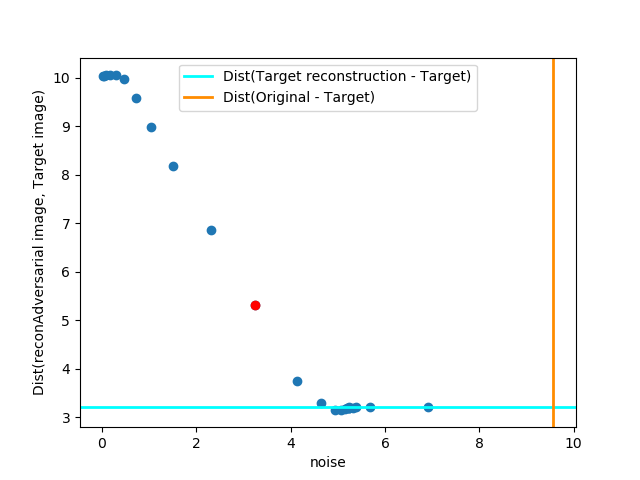 Dist(Target reconstruction - Target)
Dist(Original - Target)
Dist(reconAdversarial image, Target image)
10
9
8
7
6
5
4
3
0 2 4 6 8 10
noise